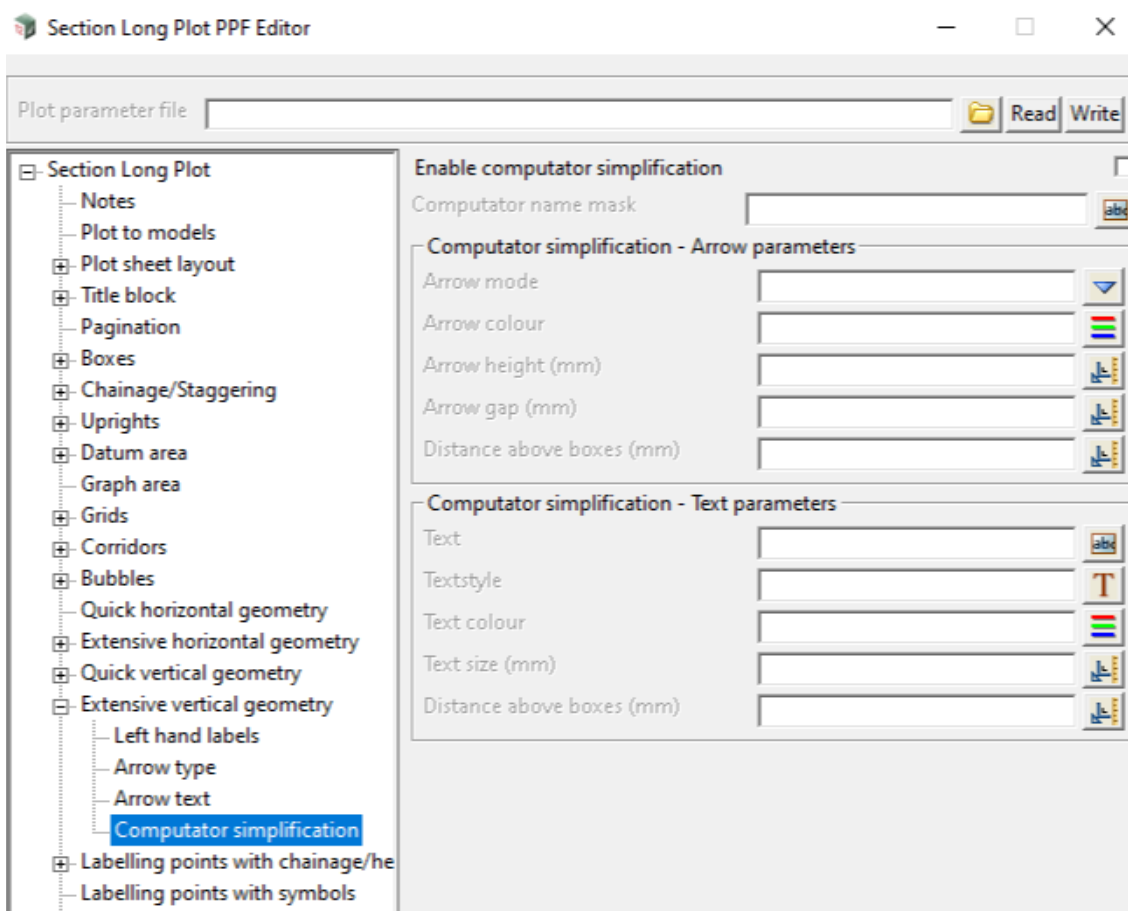 Section Long Plot PPF Editor
Plot parameter file
Read
Write
Section Long Plot
Notes
Plot to models
Plot sheet layout
Title block
Pagination
Boxes
Chainage/Staggering
Uprights
Datum area
Graph area
Grids
Corridors
Bubbles
Quick horizontal geometry
Extensive horizontal geometry
Quick vertical geometry
Extensive vertical geometry
Left hand labels
Arrow type
Arrow text
Computator simplification
Labelling points with chainage/he
Labelling points with symbols
Enable computator simplification
Computator name mask
abc
Computator simplification - Arrow parameters
Arrow mode
Arrow colour
Arrow height (mm)
Arrow gap (mm)
Distance above boxes (mm)
Computator simplification - Text parameters
Text
abc
Textstyle
T
Text colour
Text size (mm)
Distance above boxes (mm)